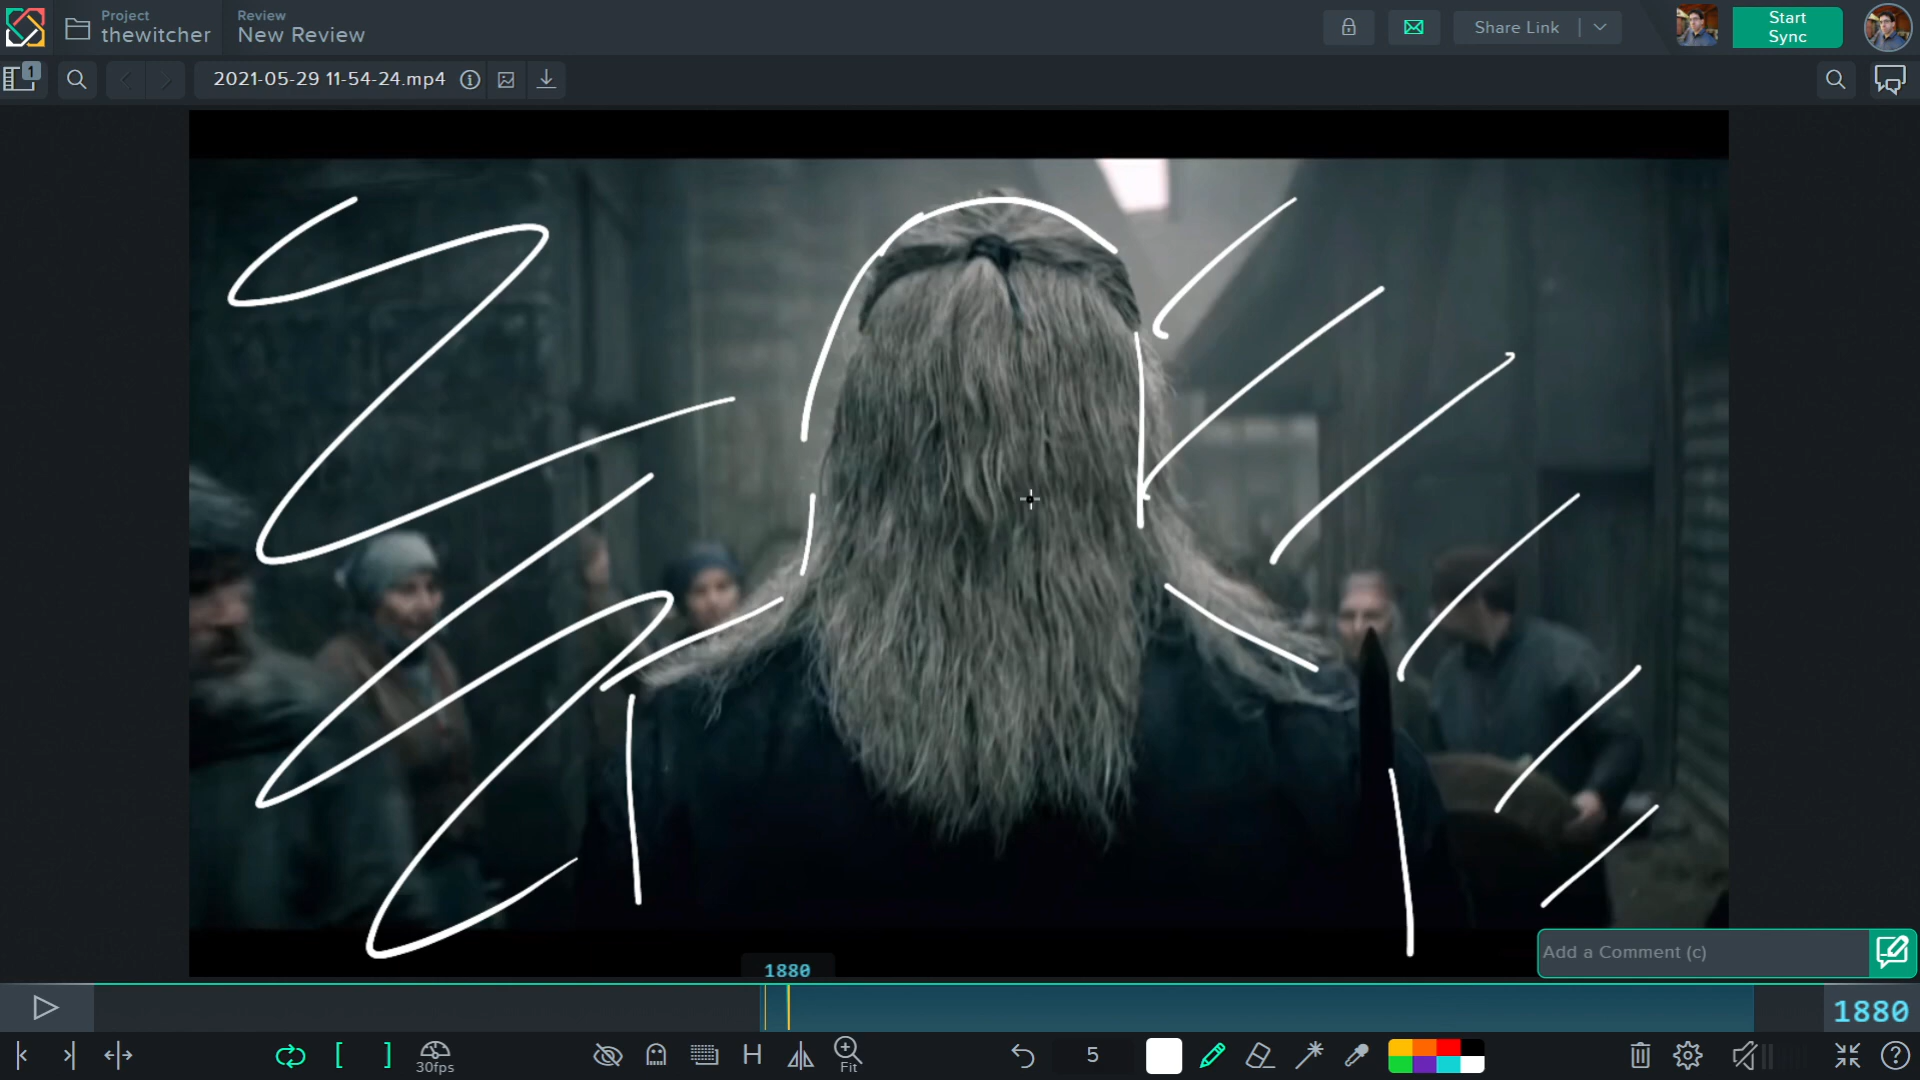 Project
thewitcher
Review
New Review
Share Link
Start
Sync
1
2021-05-29 11-54-24.mp4
1880
Add a Comment (c)
1880
30fps
H
Fit
5